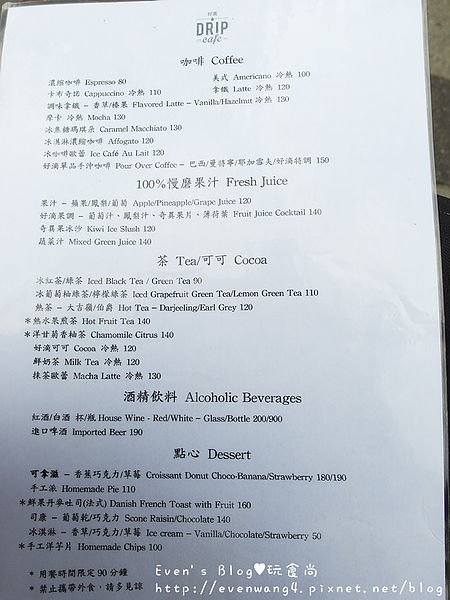 好滴
DRIP
cafe
咖啡 Coffee
濃縮咖啡 Espresso 80
美式 Americano 冷熱 100
卡布奇諾 Cappuccino 冷熱 110
拿鐵 Latte 冷熱 120
調味拿鐵 – 香草/榛果 Flavored Latte – Vanilla/Hazelnut 冷熱 130
摩卡 冷熱 Mocha 130
冰焦糖瑪琪朵 Caramel Macchiato 130
冰淇淋濃縮咖啡 Affogato 120
冰咖啡歐蕾 Ice Café Au Lait 120
好滴單品手沖咖啡 Pour Over Coffee – 巴西/曼特寧/耶加雪夫/好滴特調 150
100%慢磨果汁 Fresh Juice
果汁 – 蘋果/鳳梨/葡萄 Apple/Pineapple/Grape Juice 120
好滴果調 – 葡萄汁、鳳梨汁、奇異果片、薄荷葉 Fruit Juice Cocktail 140
奇異果冰沙 Kiwi Ice Slush 120
蔬菜汁 Mixed Green Juice 140
茶 Tea/可可 Cocoa
冰紅茶/綠茶 Iced Black Tea / Green Tea 90
冰葡萄柚綠茶/檸檬綠茶 Iced Grapefruit Green Tea/Lemon Green Tea 110
熱茶 – 大吉嶺/伯爵 Hot Tea – Darjeeling/Earl Grey 120
*熱水果煎茶 Hot Fruit Tea 140
*洋甘菊香柚茶 Chamomile Citrus 140
好滴可可 Cocoa 冷熱 120
鮮奶茶 Milk Tea 冷熱 120
抹茶歐蕾 Macha Latte 冷熱 130
酒精飲料 Alcoholic Beverages
紅酒/白酒 杯/瓶 House Wine - Red/White – Glass/Bottle 200/900
進口啤酒 Imported Beer 190
點心 Dessert
可拿滋 – 香蕉巧克力/草莓 Croissant Donut Choco-Banana/Strawberry 180/190
手工派 Homemade Pie 110
*鮮果丹麥吐司(法式) Danish French Toast with Fruit 160
司康 – 葡萄乾/巧克力 Scone Raisin/Chocolate 140
冰淇淋 – 香草/巧克力/草莓 Ice cream – Vanilla/Chocolate/Strawberry 50
*手工洋芋片 Homemade Chips 100
* 用餐時間限定 90 分鐘
* 禁止攜帶外食，請多見諒
Even's Blog♥玩食尚
http://evenwang4.pixnet.net/blog